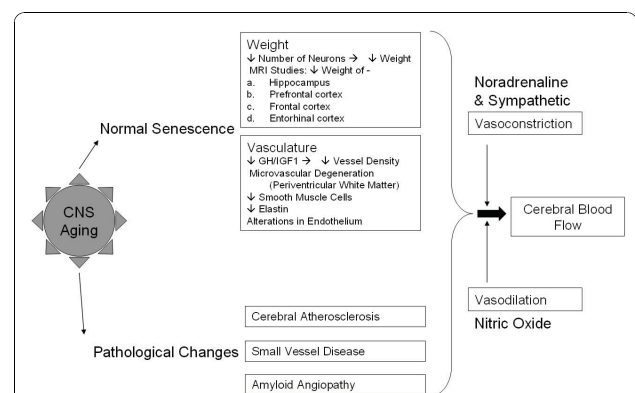 CNS
Aging
Normal Senescence
Weight
↓ Number of Neurons → ↓ Weight
MRI Studies: ↓ Weight of -
a. Hippocampus
b. Prefrontal cortex
c. Frontal cortex
d. Entorhinal cortex
Vasculature
↓ GH/IGF1 → ↓ Vessel Density
Microvascular Degeneration
(Periventricular White Matter)
↓ Smooth Muscle Cells
↓ Elastin
Alterations in Endothelium
Pathological Changes
Cerebral Atherosclerosis
Small Vessel Disease
Amyloid Angiopathy
Noradrenaline
& Sympathetic
Vasoconstriction
Cerebral Blood
Flow
Vasodilation
Nitric Oxide